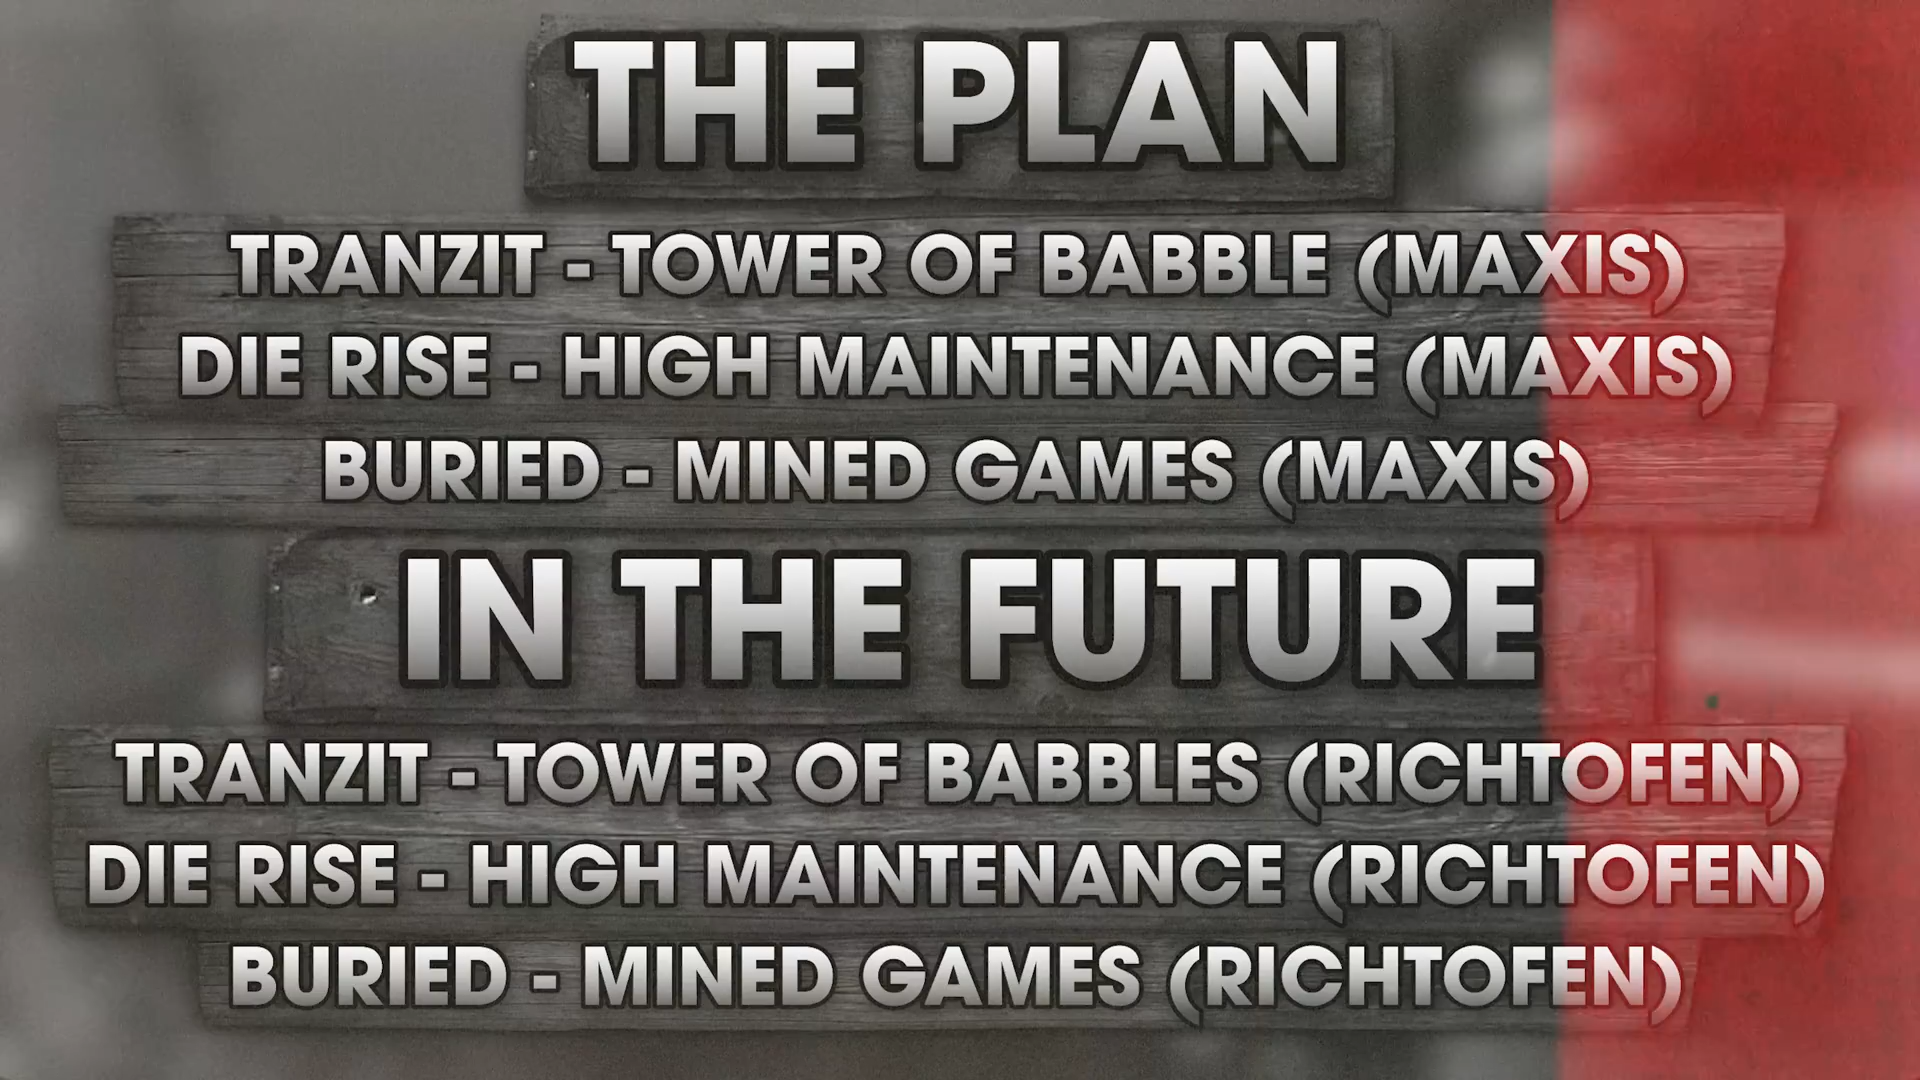 THE PLAN
TRANZIT - TOWER OF BABBLE (MAXIS)
DIE RISE - HIGH MAINTENANCE (MAXIS)
BURIED - MINED GAMES (MAXIS)
IN THE FUTURE
TRANZIT - TOWER OF BABBLES (RICHTOFEN)
DIE RISE - HIGH MAINTENANCE (RICHTOFEN)
BURIED - MINED GAMES (RICHTOFEN)